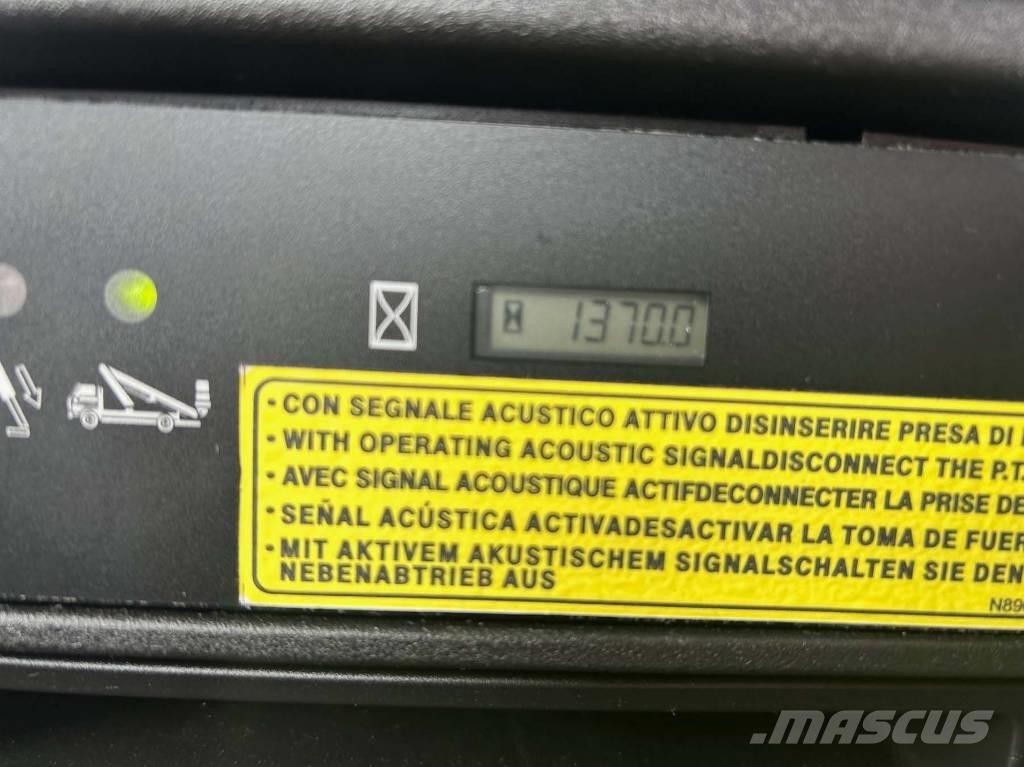 1370.0
• CON SEGNALE ACUSTICO ATTIVO DISINSERIRE PRESA DI
• WITH OPERATING ACOUSTIC SIGNALDISCONNECT THE P.T.
• AVEC SIGNAL ACOUSTIQUE ACTIFDECONNECTER LA PRISE DE
• SEÑAL ACÚSTICA ACTIVADESACTIVAR LA TOMA DE FUER
• MIT AKTIVEM AKUSTISCHEM SIGNALSCHALTEN SIE DEN
NEBENABTRIEB AUS
N89
MASCUS